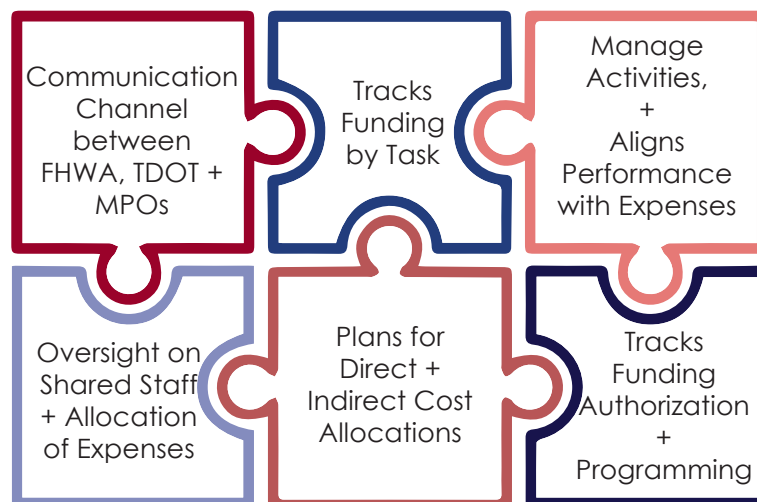 Communication
Channel
between
FHWA, TDOT +
MPOs
Tracks
Funding
by Task
Manage
Activities,
+
Aligns
Performance
with Expenses
Oversight on
Shared Staff
+ Allocation
of Expenses
Plans for
Direct +
Indirect Cost
Allocations
Tracks
Funding
Authorization
+
Programming